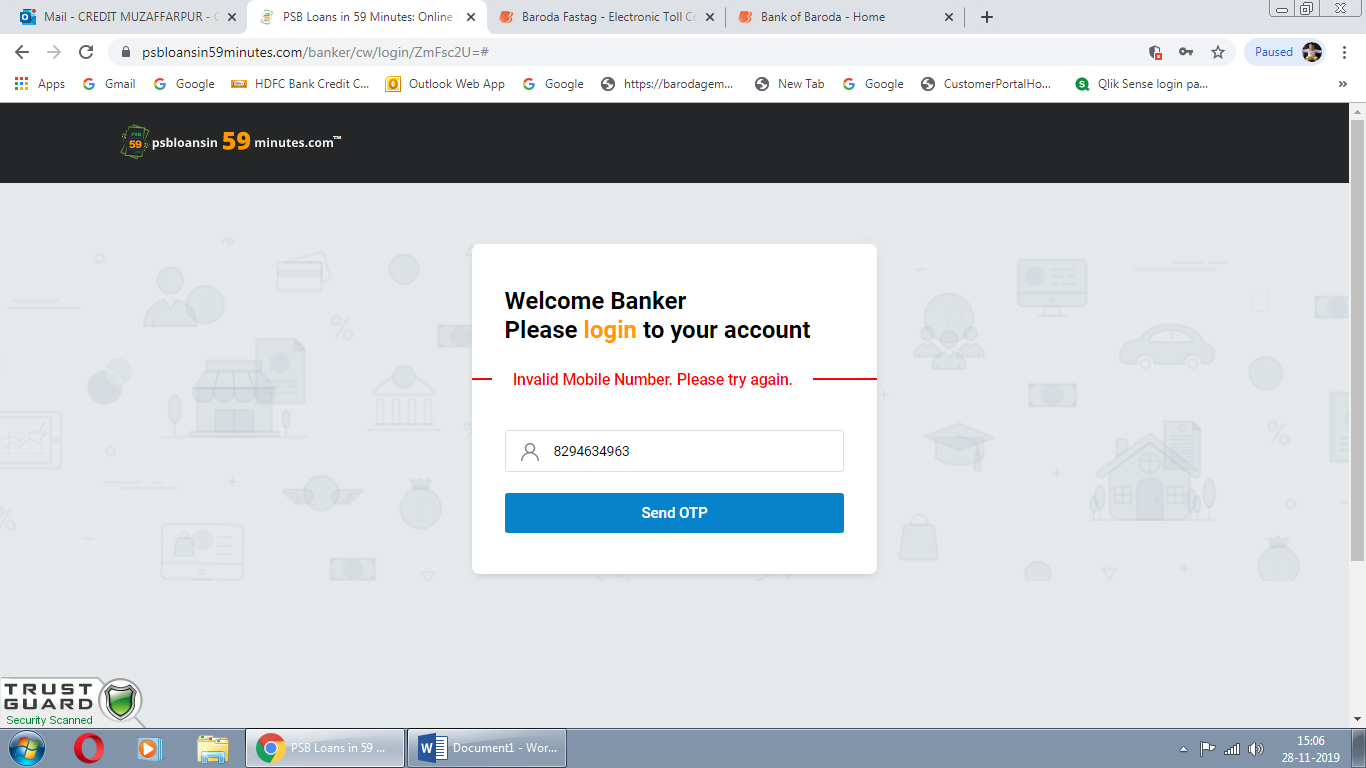 Mail - CREDIT MUZAFFARPUR - O
PSB Loans in 59 Minutes: Online
Baroda Fastag - Electronic Toll Co
Bank of Baroda - Home
psbloansin59minutes.com/banker/cw/login/ZmFsc2U=#
Paused
Apps
Gmail
Google
HDFC Bank Credit C...
Outlook Web App
Google
https://barodagem...
New Tab
Google
CustomerPortalHo...
Qlik Sense login pa...
»
PSB
59
psbloansin 59 minutes.com™
Welcome Banker
Please login to your account
Invalid Mobile Number. Please try again.
8294634963
Send OTP
TRUST
GUARD
Security Scanned
PSB Loans in 59 ...
Document1 - Wor...
15:06
28-11-2019